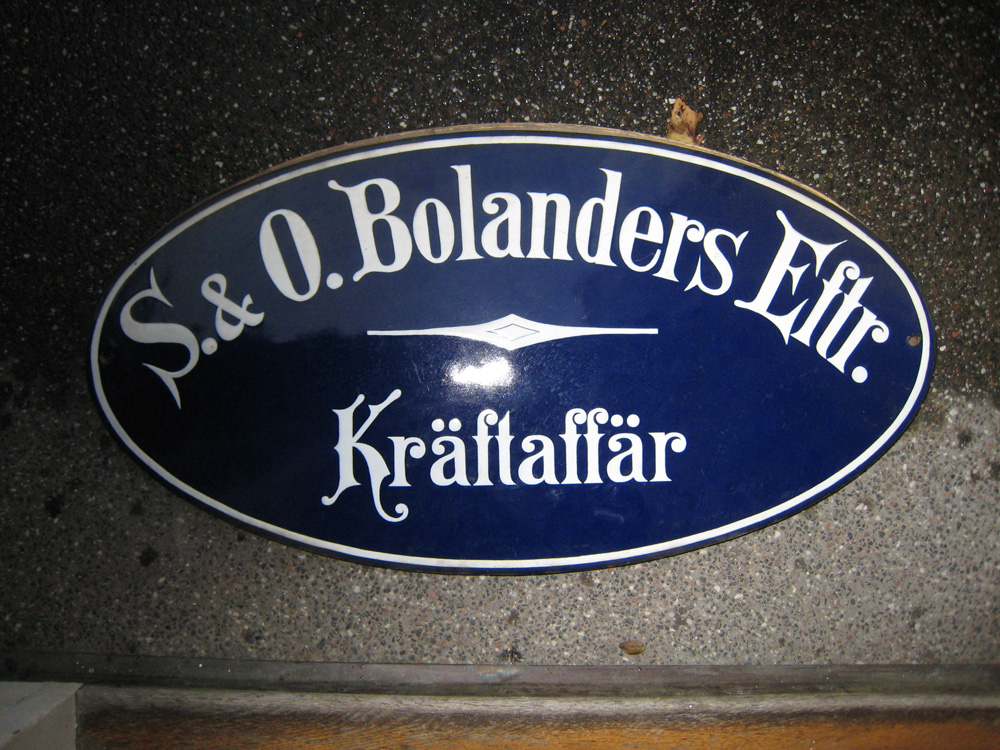 S. & O. Bolanders Eftr.
Kräftaffär